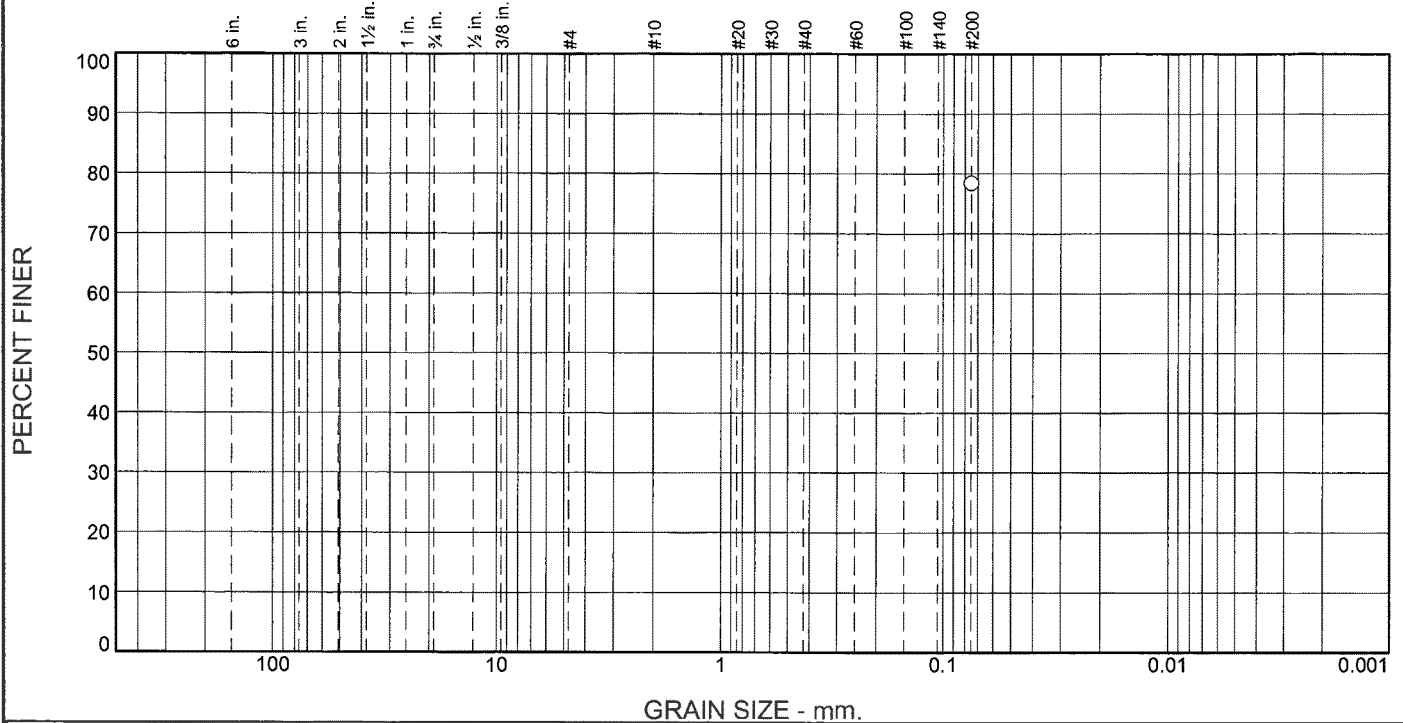 6 in. 3 in. 2 in. 1½ in. 1 in. ¾ in. ½ in. 3/8 in. #4 #10 #20 #30 #40 #60 #100 #140 #200
100
90
80
70
60
50
40
30
20
10
0
PERCENT FINER
100 10 1 0.1 0.01 0.001
GRAIN SIZE - mm.